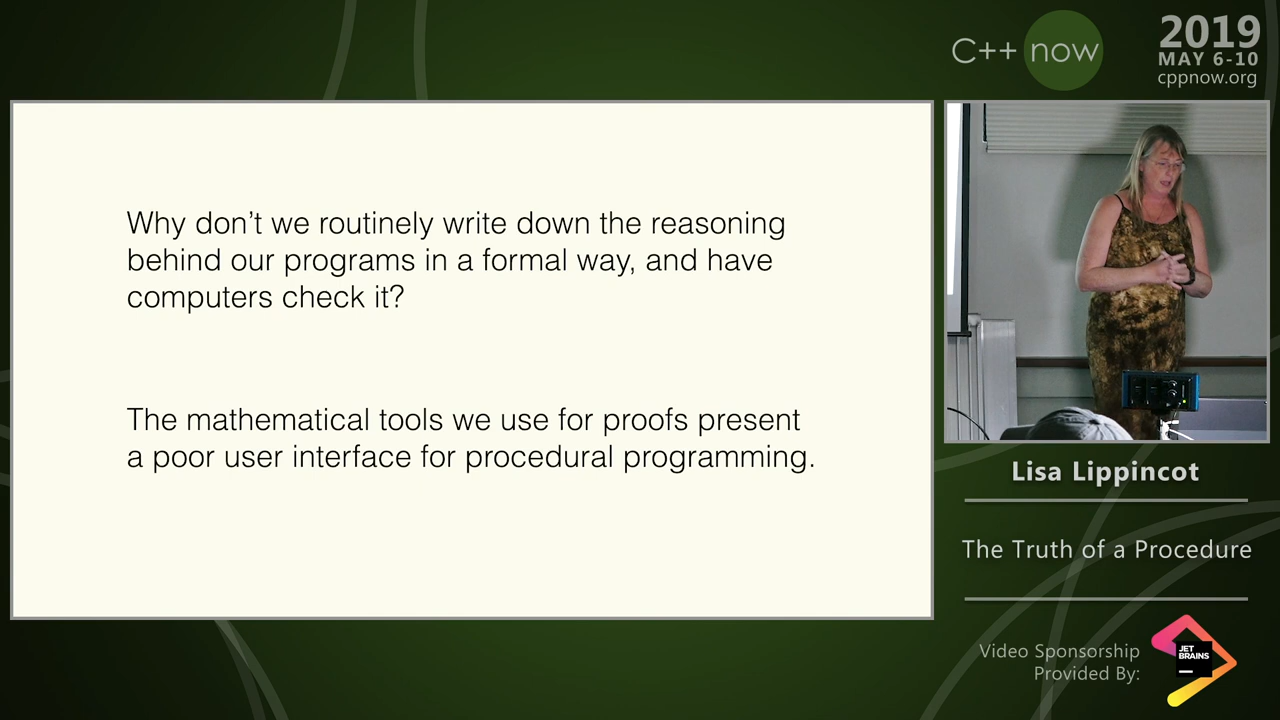 C++ now
2019
MAY 6-10
cppnow.org
Why don’t we routinely write down the reasoning
behind our programs in a formal way, and have
computers check it?
The mathematical tools we use for proofs present
a poor user interface for procedural programming.
Lisa Lippincot
The Truth of a Procedure
Video Sponsorship
Provided By:
JET
BRAINS